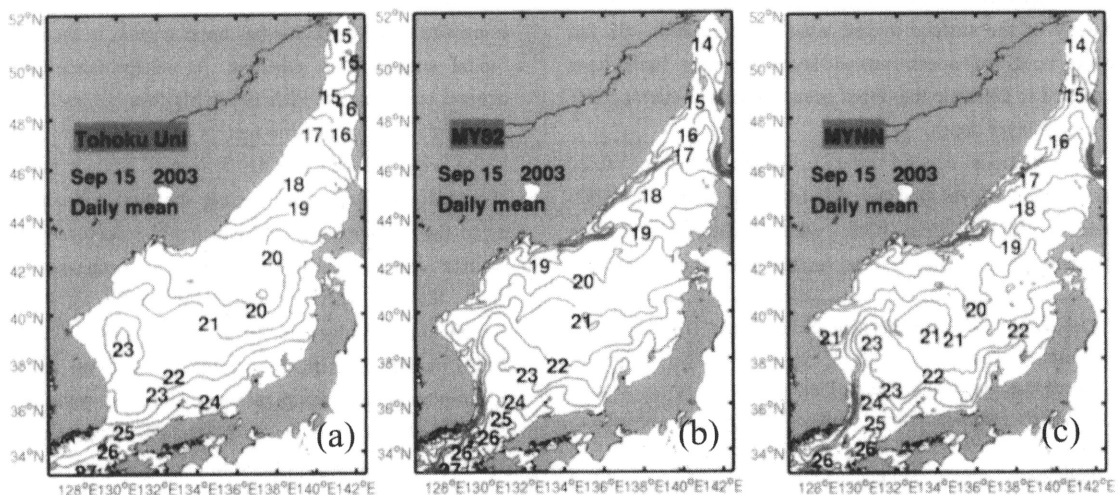 52°N
50°N
48°N
46°N
44°N
42°N
40°N
38°N
36°N
34°N
Tohoku Uni
Sep 15 2003
Daily mean
15
15
15
16
17 16
18
19
20
20
21
23
22
23 24
25
26
27
(a)
128°E130°E132°E134°E136°E138°E140°E142°E
52°N
50°N
48°N
46°N
44°N
42°N
40°N
38°N
36°N
34°N
MY82
Sep 15 2003
Daily mean
14
15
16
17
18
19
19
20
21
22
23
24
25
26
27
(b)
128°E130°E132°E134°E136°E138°E140°E142°E
52°N
50°N
48°N
46°N
44°N
42°N
40°N
38°N
36°N
34°N
MYNN
Sep 15 2003
Daily mean
14
15
16
17
18
19
20
21 23 21 21 22
22
23
24
25
26 26
(c)
128°E130°E132°E134°E136°E138°E140°E142°E